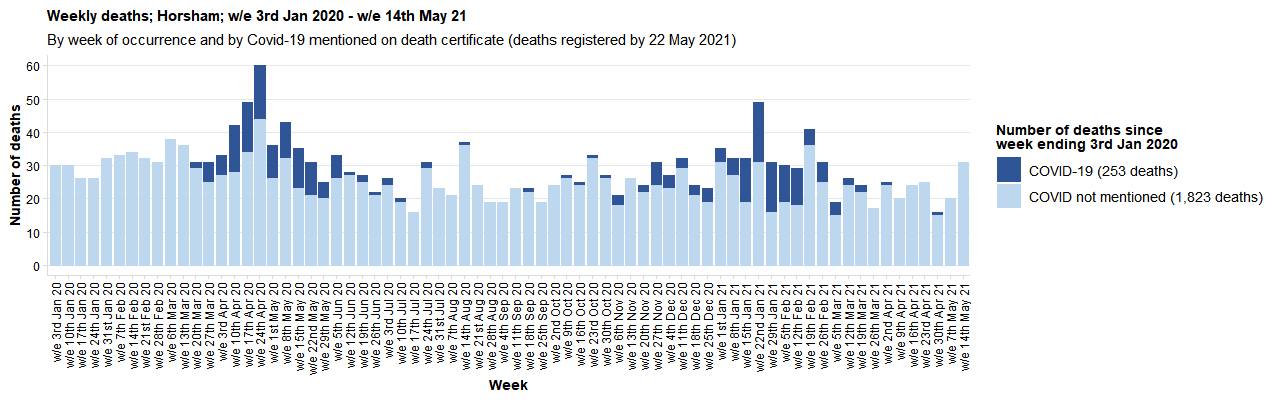 Weekly deaths; Horsham; w/e 3rd Jan 2020 - w/e 14th May 21
By week of occurrence and by Covid-19 mentioned on death certificate (deaths registered by 22 May 2021)
Number of deaths
60
50
40
30
20
10
0
w/e 3rd Jan 20
w/e 10th Jan 20
w/e 17th Jan 20
w/e 24th Jan 20
w/e 31st Jan 20
w/e 7th Feb 20
w/e 14th Feb 20
w/e 21st Feb 20
w/e 28th Feb 20
w/e 6th Mar 20
w/e 13th Mar 20
w/e 20th Mar 20
w/e 27th Mar 20
w/e 3rd Apr 20
w/e 10th Apr 20
w/e 17th Apr 20
w/e 24th Apr 20
w/e 1st May 20
w/e 8th May 20
w/e 15th May 20
w/e 22nd May 20
w/e 29th May 20
w/e 5th Jun 20
w/e 12th Jun 20
w/e 19th Jun 20
w/e 26th Jun 20
w/e 3rd Jul 20
w/e 10th Jul 20
w/e 17th Jul 20
w/e 24th Jul 20
w/e 31st Jul 20
w/e 7th Aug 20
w/e 14th Aug 20
w/e 21st Aug 20
w/e 28th Aug 20
w/e 4th Sep 20
w/e 11th Sep 20
w/e 18th Sep 20
w/e 25th Sep 20
w/e 2nd Oct 20
w/e 9th Oct 20
w/e 16th Oct 20
w/e 23rd Oct 20
w/e 30th Oct 20
w/e 6th Nov 20
w/e 13th Nov 20
w/e 20th Nov 20
w/e 27th Nov 20
w/e 4th Dec 20
w/e 11th Dec 20
w/e 18th Dec 20
w/e 25th Dec 20
w/e 1st Jan 21
w/e 8th Jan 21
w/e 15th Jan 21
w/e 22nd Jan 21
w/e 29th Jan 21
w/e 5th Feb 21
w/e 12th Feb 21
w/e 19th Feb 21
w/e 26th Feb 21
w/e 5th Mar 21
w/e 12th Mar 21
w/e 19th Mar 21
w/e 26th Mar 21
w/e 2nd Apr 21
w/e 9th Apr 21
w/e 16th Apr 21
w/e 23rd Apr 21
w/e 30th Apr 21
w/e 7th May 21
w/e 14th May 21
Week
Number of deaths since
week ending 3rd Jan 2020
COVID-19 (253 deaths)
COVID not mentioned (1,823 deaths)